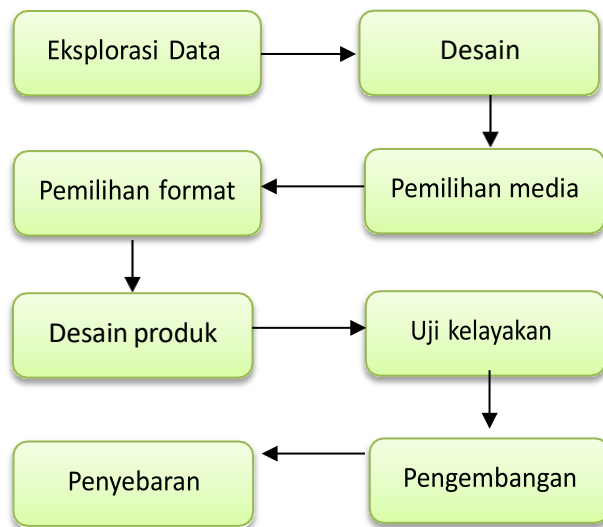 Eksplorasi Data
Desain
Pemilihan media
Pemilihan format
Desain produk
Uji kelayakan
Pengembangan
Penyebaran